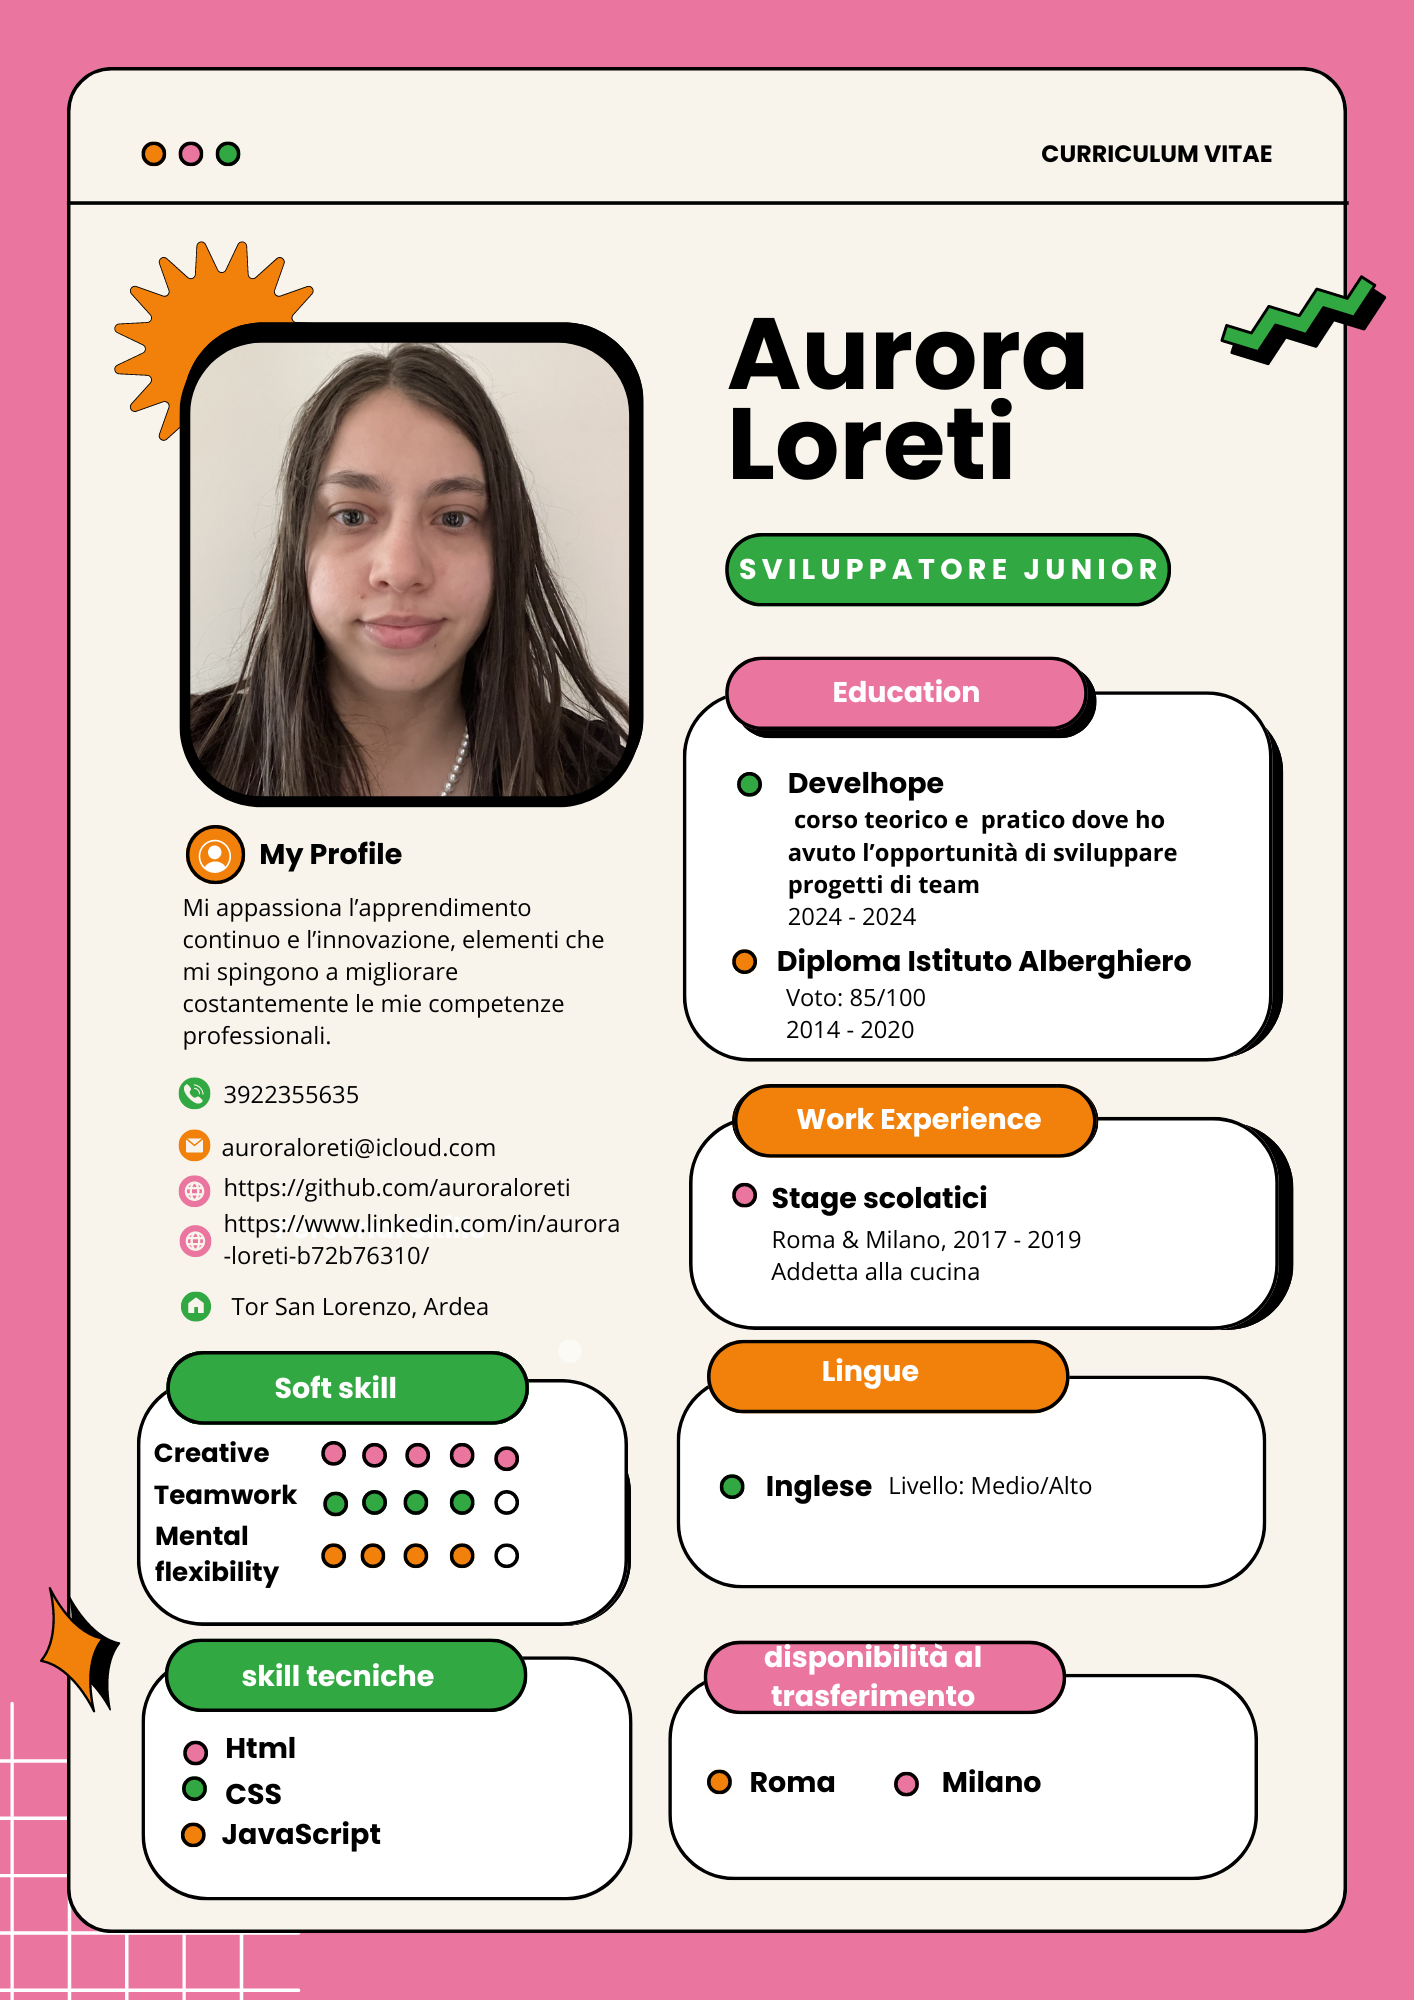 CURRICULUM VITAE
Aurora
Loreti
SVILUPPATORE JUNIOR
My Profile
Mi appassiona l’apprendimento
continuo e l’innovazione, elementi che
mi spingono a migliorare
costantemente le mie competenze
professionali.
3922355635
auroraloreti@icloud.com
https://github.com/auroraloreti
Personal skills
https://www.linkedin.com/in/aurora
-loreti-b72b76310/
Tor San Lorenzo, Ardea
Soft skill
Creative
Teamwork
Mental
flexibility
skill tecniche
Html
CSS
JavaScript
Education
Develhope
corso teorico e pratico dove ho
avuto l’opportunità di sviluppare
progetti di team
2024 - 2024
Diploma Istituto Alberghiero
Voto: 85/100
2014 - 2020
Work Experience
Stage scolatici
Roma & Milano, 2017 - 2019
Addetta alla cucina
Lingue
Inglese Livello: Medio/Alto
disponibilità al
trasferimento
Roma Milano